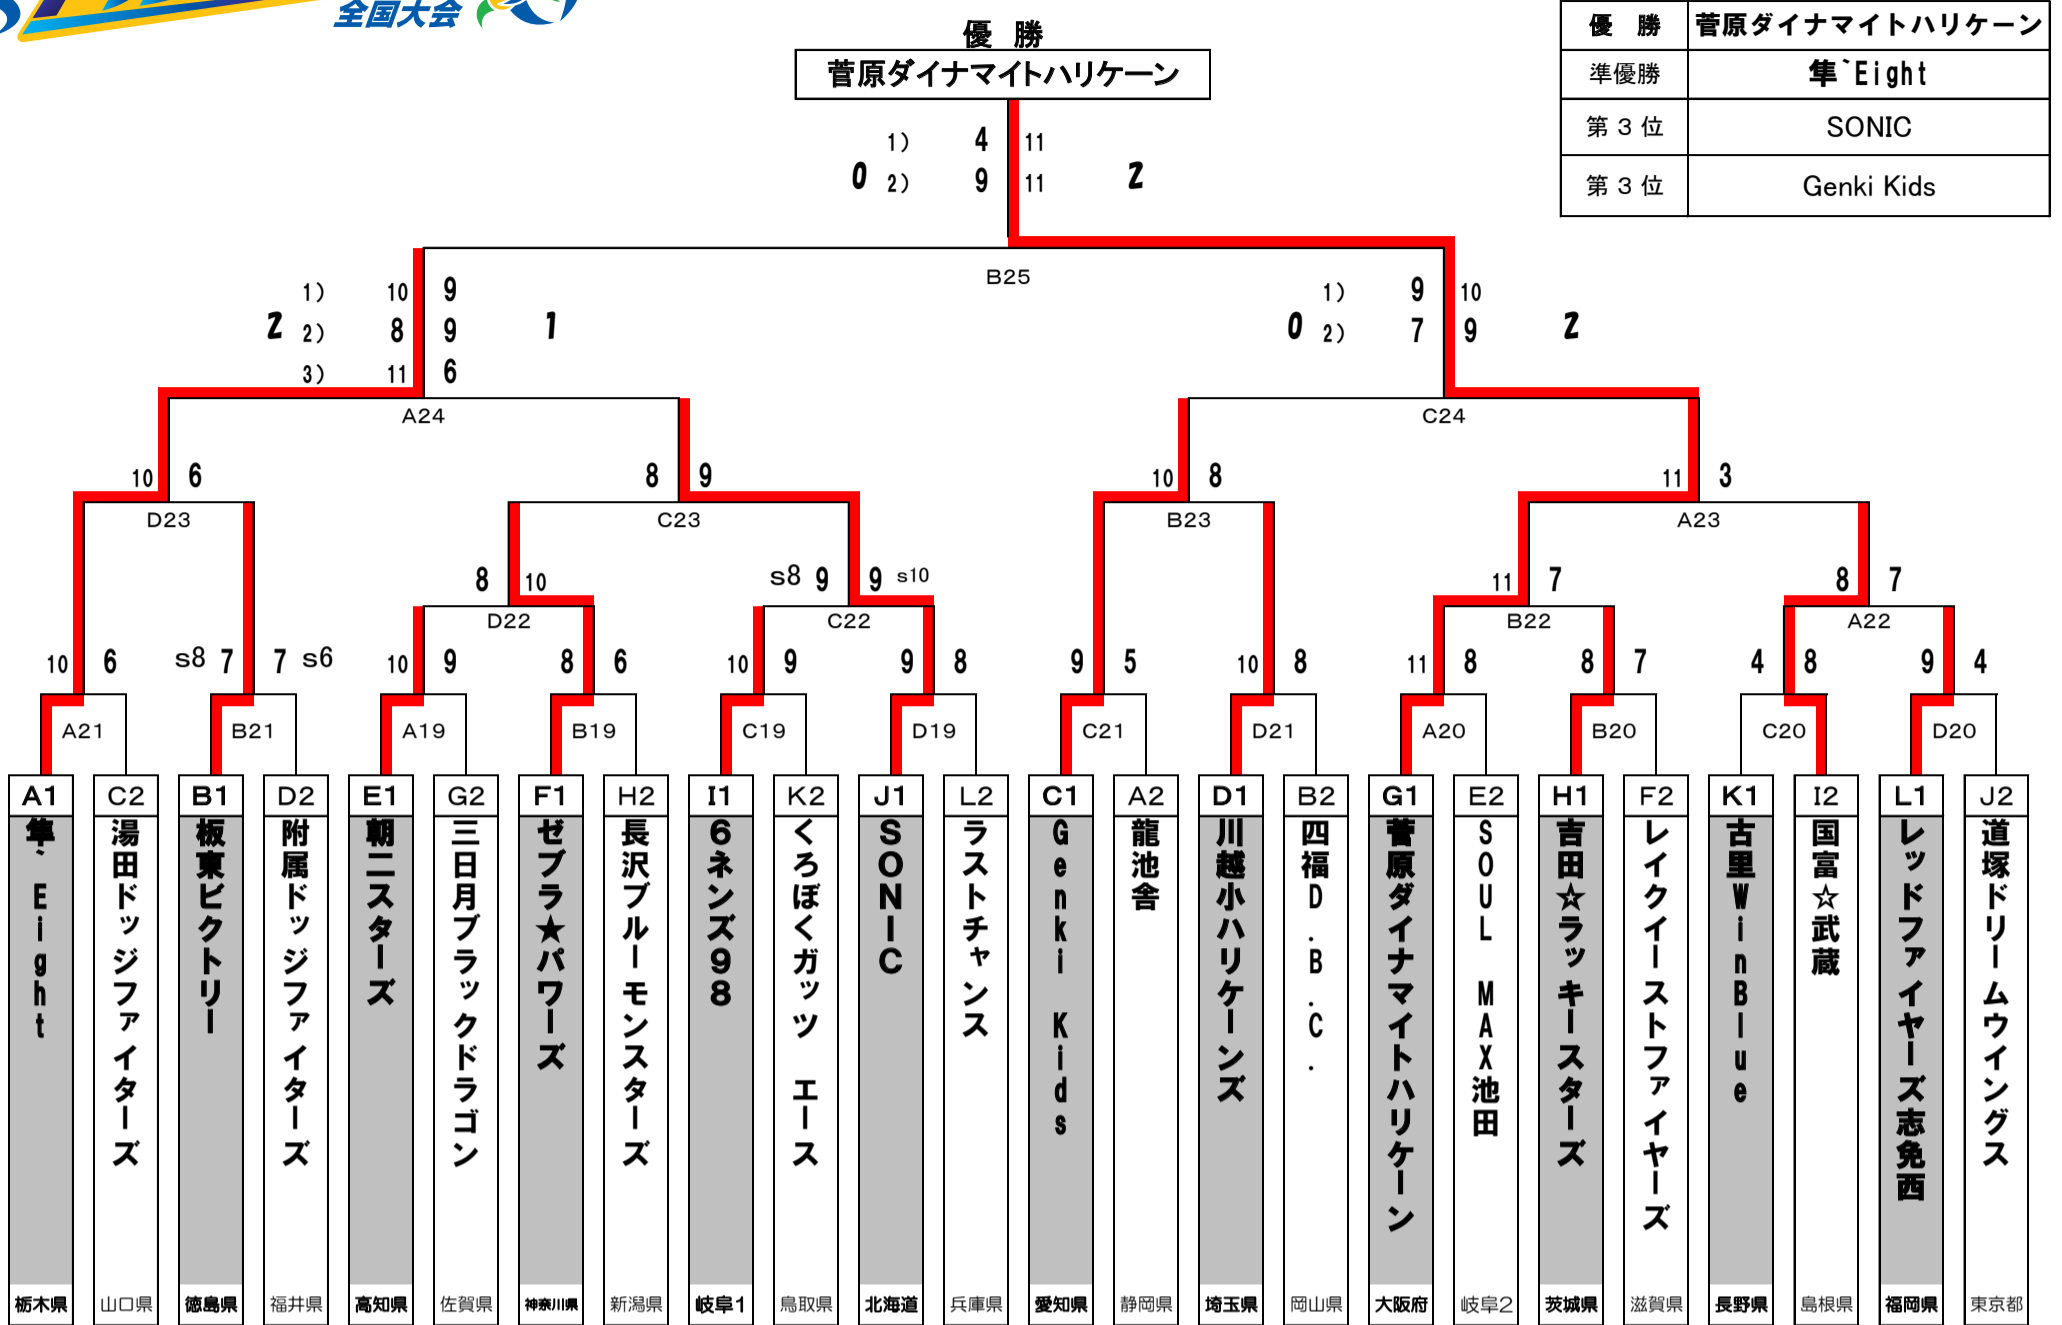 全国大会
優 勝 菅原ダイナマイトハリケーン
準優勝 隼`Eight
第 3 位 SONIC
第 3 位 Genki Kids
優 勝
菅原ダイナマイトハリケーン
1) 4 11
0 2) 9 11 2
B25
1) 10 9
2 2) 8 9 1
3) 11 6
1) 9 10
0 2) 7 9 2
A24 C24
10 6 8 9 10 8 11 3
D23 C23 B23 A23
8 10 s8 9 9 s10 11 7 8 7
D22 C22 B22 A22
10 6 s8 7 7 s6 10 9 8 6 10 9 9 8 9 5 10 8 11 8 8 7 4 8 9 4
A21 B21 A19 B19 C19 D19 C21 D21 A20 B20 C20 D20
A1 C2 B1 D2 E1 G2 F1 H2 I1 K2 J1 L2 C1 A2 D1 B2 G1 E2 H1 F2 K1 I2 L1 J2
隼`Eight
湯田ドッジファイターズ
板東ビクトリー
附属ドッジファイターズ
朝二スターズ
三日月ブラックドラゴン
ゼブラ★パワーズ
長沢ブルーモンスターズ
6ネンズ98
くろぼくガッツ エース
SONIC
ラストチャンス
Genki Kids
龍池舎
川越小ハリケーンズ
四福D.B.C.
菅原ダイナマイトハリケーン
SOUL MAX池田
吉田☆ラッキースターズ
レイクイーストファイヤーズ
古里WinBlue
国富☆武蔵
レッドファイヤーズ志免西
道塚ドリームウイングス
栃木県 山口県 徳島県 福井県 高知県 佐賀県 神奈川県 新潟県 岐阜1 鳥取県 北海道 兵庫県 愛知県 静岡県 埼玉県 岡山県 大阪府 岐阜2 茨城県 滋賀県 長野県 島根県 福岡県 東京都